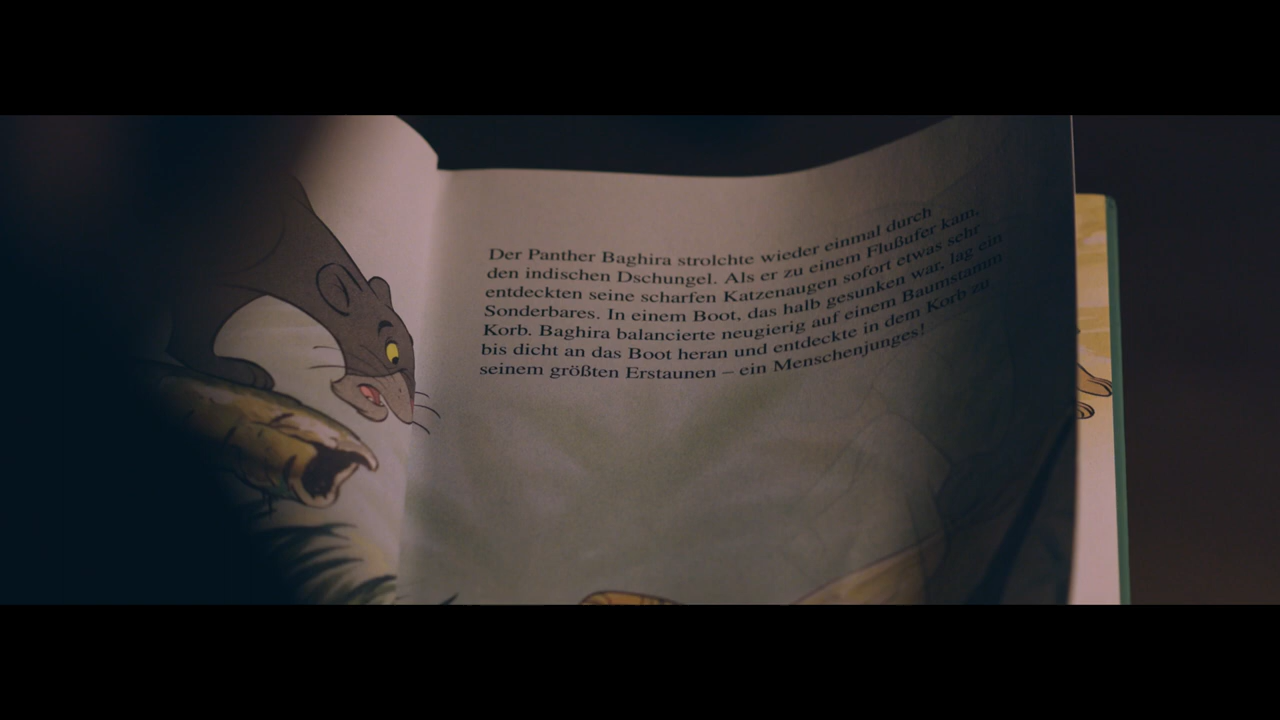 Der Panther Baghira strolchte wieder einmal durch
den indischen Dschungel. Als er zu einem Flußufer kam,
entdeckten seine scharfen Katzenaugen sofort etwas sehr
Sonderbares. In einem Boot, das halb gesunken war, lag ein
Korb. Baghira balancierte neugierig auf einem Baumstamm
bis dicht an das Boot heran und entdeckte in dem Korb zu
seinem größten Erstaunen – ein Menschenjunges!